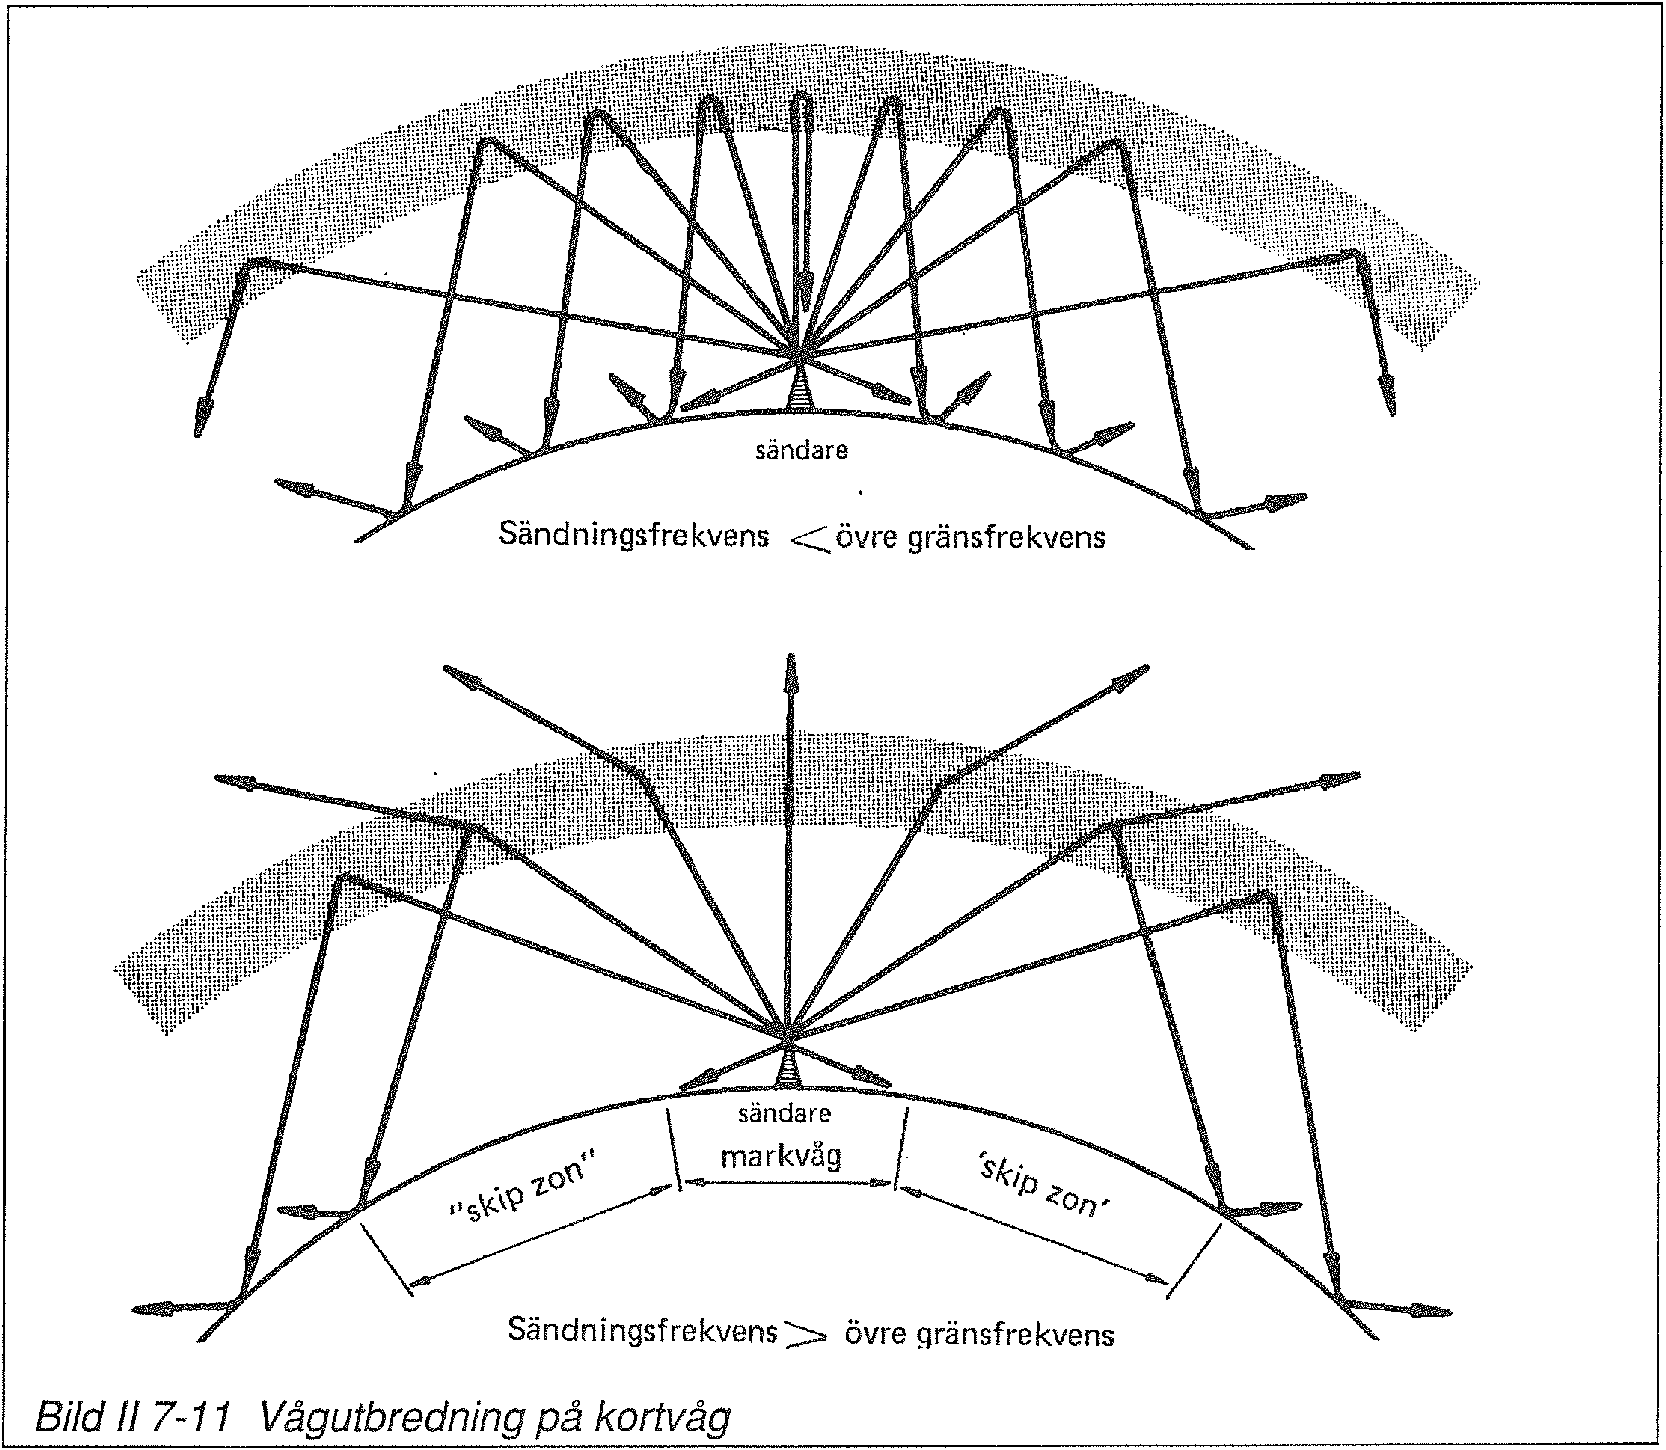 sändare
Sändningsfrekvens < övre gränsfrekvens
sändare
markvåg
"skip zon"
'skip zon'
Sändningsfrekvens > övre gränsfrekvens
Bild II 7-11 Vågutbredning på kortvåg